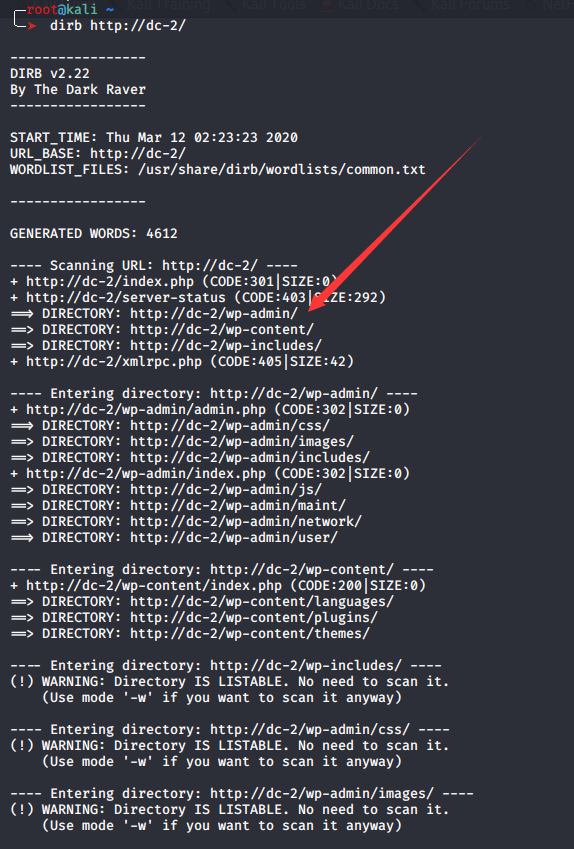 Kali Training Kali Tools Kali Docs Kali Forums
root@kali ~
dirb http://dc-2/
-----------------
DIRB v2.22
By The Dark Raver
-----------------
START_TIME: Thu Mar 12 02:23:23 2020
URL_BASE: http://dc-2/
WORDLIST_FILES: /usr/share/dirb/wordlists/common.txt
-----------------
GENERATED WORDS: 4612
---- Scanning URL: http://dc-2/ ----
+ http://dc-2/index.php (CODE:301|SIZE:0)
+ http://dc-2/server-status (CODE:403|SIZE:292)
==> DIRECTORY: http://dc-2/wp-admin/
==> DIRECTORY: http://dc-2/wp-content/
==> DIRECTORY: http://dc-2/wp-includes/
+ http://dc-2/xmlrpc.php (CODE:405|SIZE:42)
---- Entering directory: http://dc-2/wp-admin/ ----
+ http://dc-2/wp-admin/admin.php (CODE:302|SIZE:0)
==> DIRECTORY: http://dc-2/wp-admin/css/
==> DIRECTORY: http://dc-2/wp-admin/images/
==> DIRECTORY: http://dc-2/wp-admin/includes/
+ http://dc-2/wp-admin/index.php (CODE:302|SIZE:0)
==> DIRECTORY: http://dc-2/wp-admin/js/
==> DIRECTORY: http://dc-2/wp-admin/maint/
==> DIRECTORY: http://dc-2/wp-admin/network/
==> DIRECTORY: http://dc-2/wp-admin/user/
---- Entering directory: http://dc-2/wp-content/ ----
+ http://dc-2/wp-content/index.php (CODE:200|SIZE:0)
==> DIRECTORY: http://dc-2/wp-content/languages/
==> DIRECTORY: http://dc-2/wp-content/plugins/
==> DIRECTORY: http://dc-2/wp-content/themes/
---- Entering directory: http://dc-2/wp-includes/ ----
(!) WARNING: Directory IS LISTABLE. No need to scan it.
(Use mode '-w' if you want to scan it anyway)
---- Entering directory: http://dc-2/wp-admin/css/ ----
(!) WARNING: Directory IS LISTABLE. No need to scan it.
(Use mode '-w' if you want to scan it anyway)
---- Entering directory: http://dc-2/wp-admin/images/ ----
(!) WARNING: Directory IS LISTABLE. No need to scan it.
(Use mode '-w' if you want to scan it anyway)